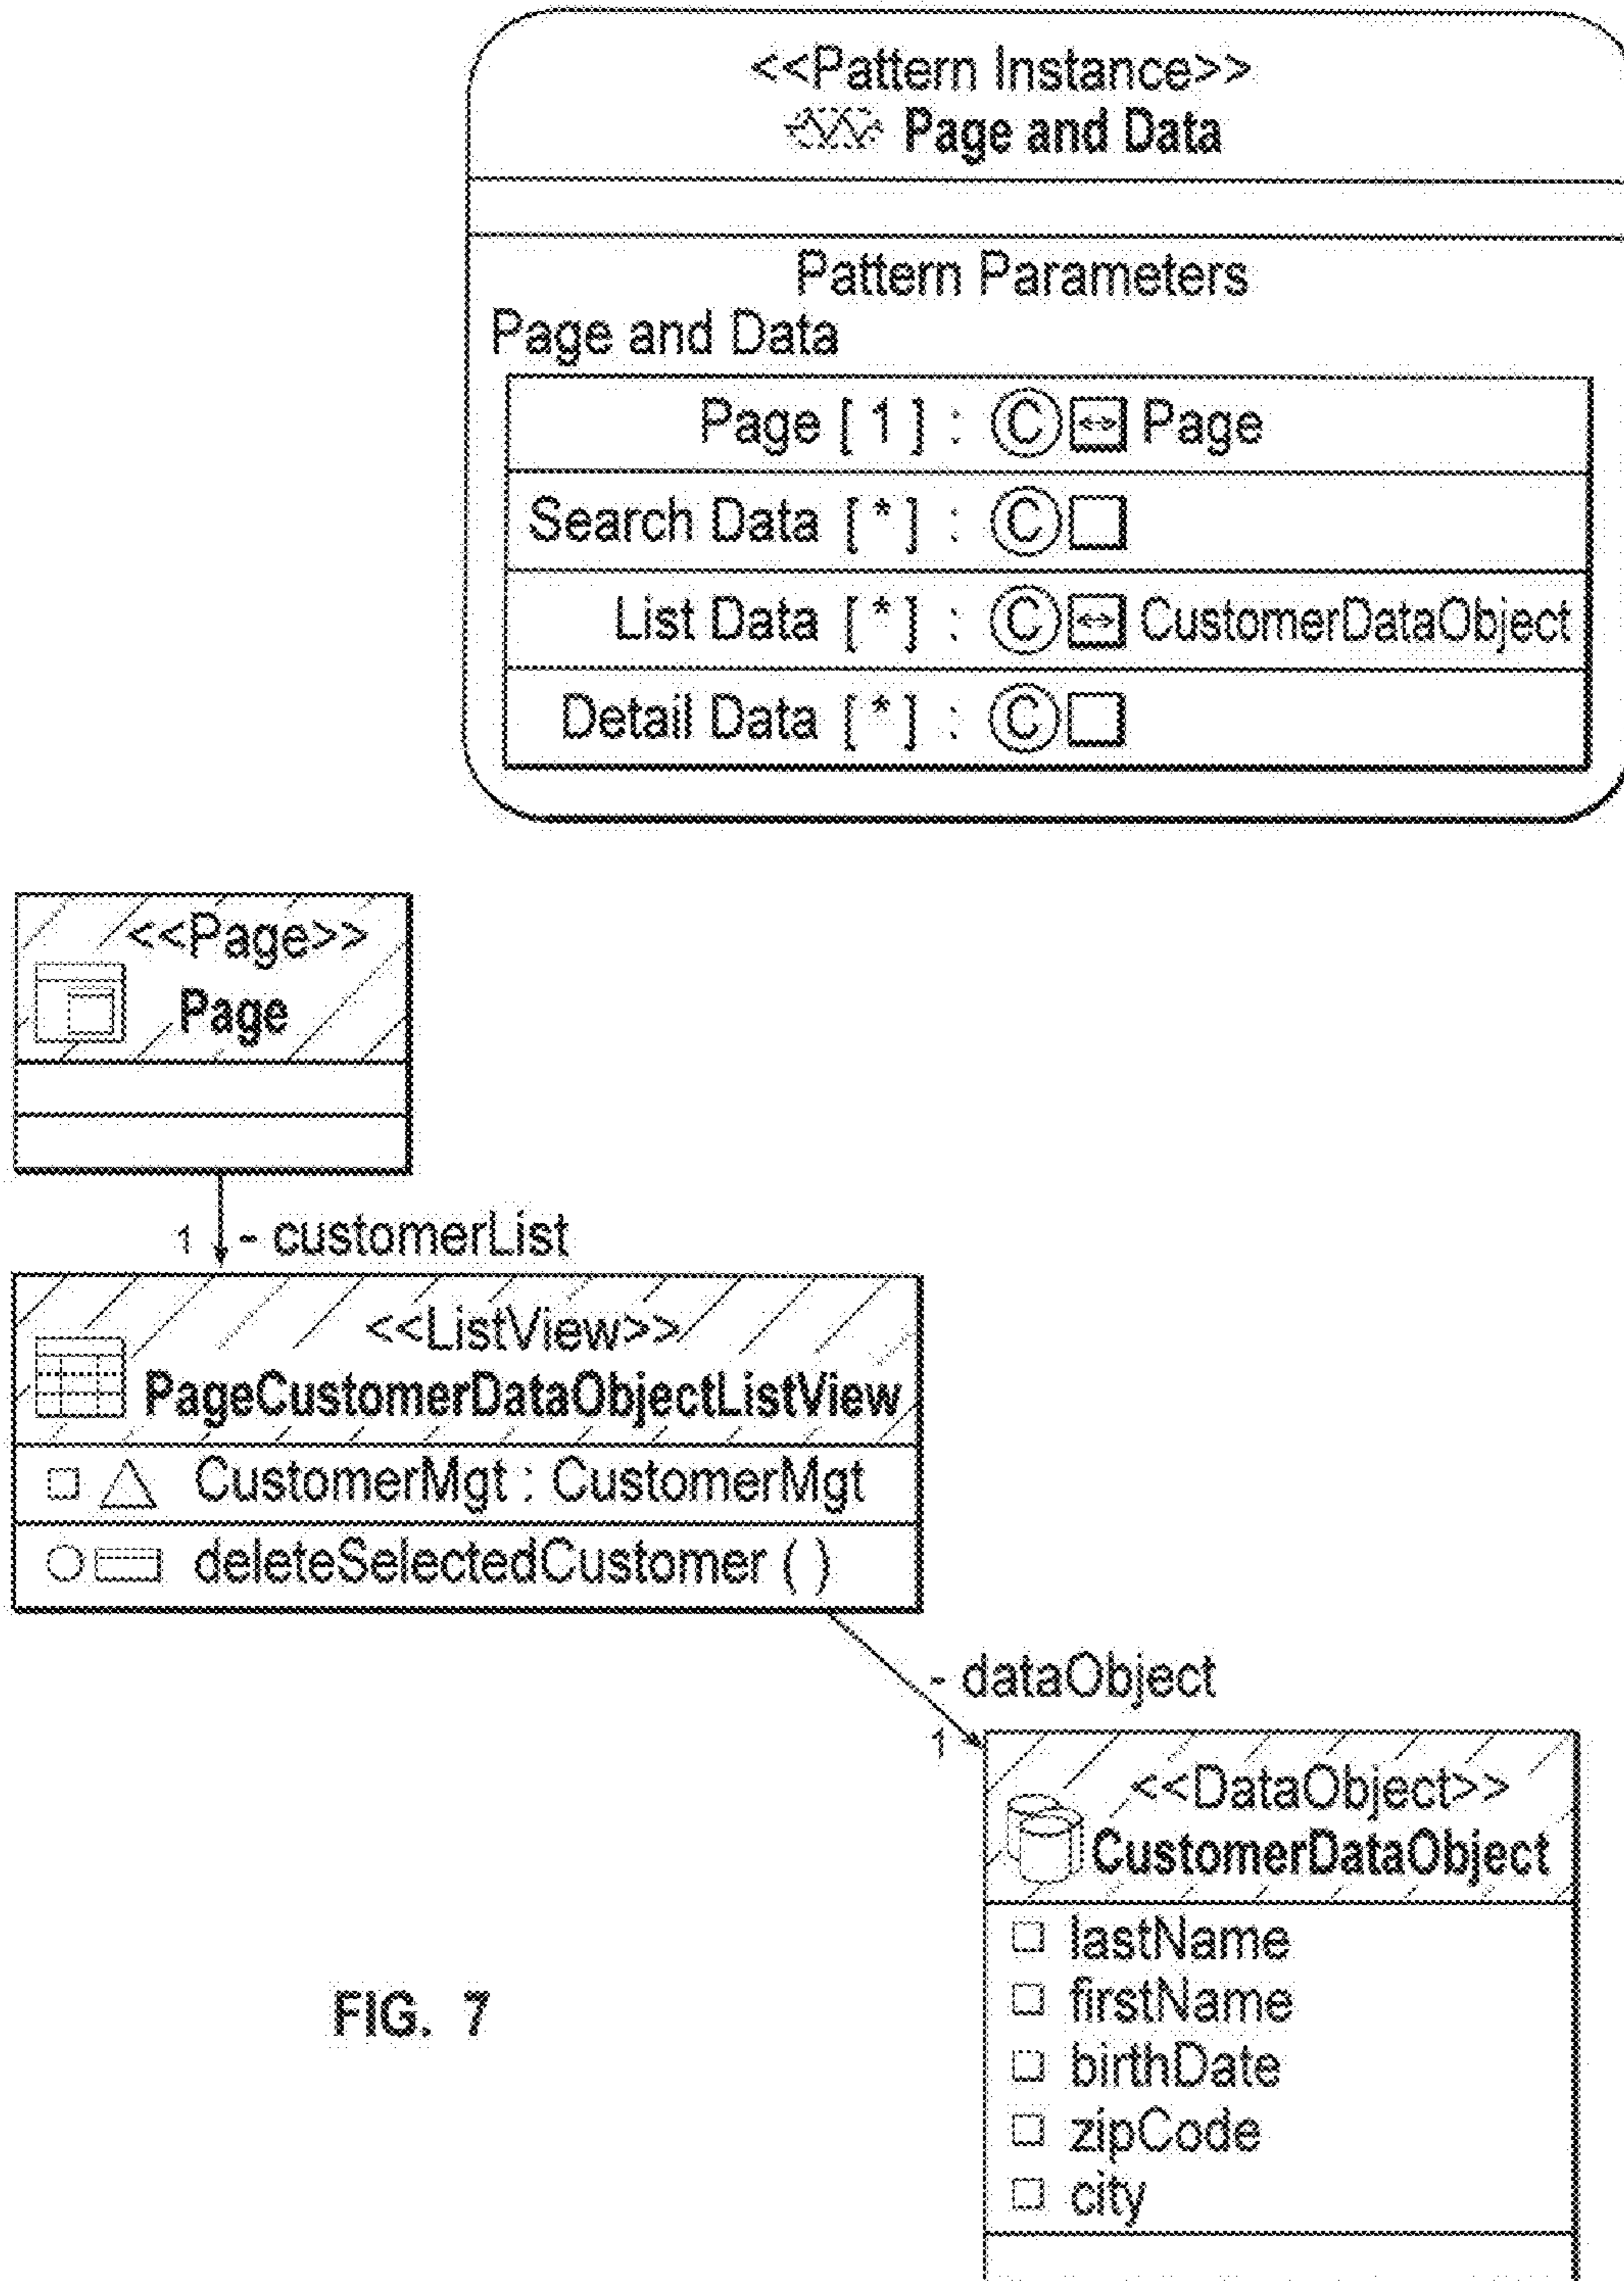 <<Pattern Instance>>
Page and Data
Pattern Parameters
Page and Data
Page [ 1 ] : © Page
Search Data [ * ] : ©
List Data [ * ] : © CustomerDataObject
Detail Data [ * ] : ©
<<Page>>
Page
1 - customerList
<<ListView>>
PageCustomerDataObjectListView
CustomerMgt : CustomerMgt
deleteSelectedCustomer ( )
- dataObject
1
<<DataObject>>
CustomerDataObject
lastName
firstName
birthDate
zipCode
city
FIG. 7